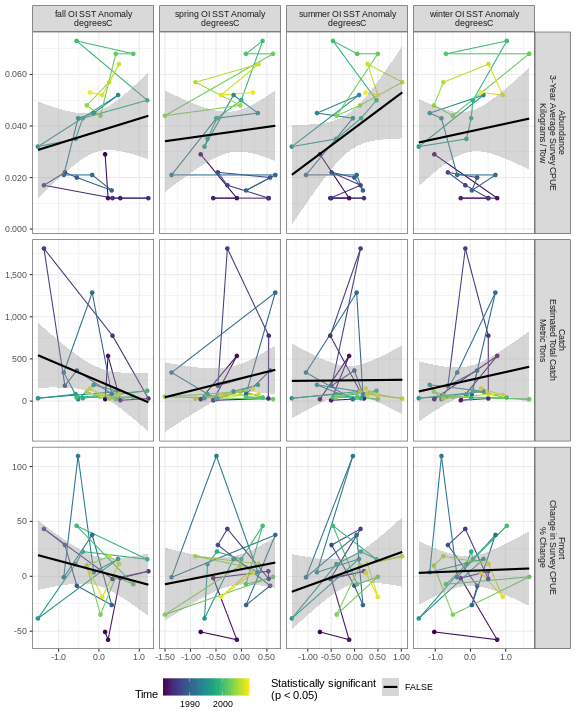 fall OI SST Anomaly
degreesC
spring OI SST Anomaly
degreesC
summer OI SST Anomaly
degreesC
winter OI SST Anomaly
degreesC
0.060
0.040
0.020
0.000
Abundance
3-Year Average Survey CPUE
Kilograms / Tow
1,500
1,000
500
0
Catch
Estimated Total Catch
Metric Tons
100
50
0
-50
Fmort
Change in Survey CPUE
% Change
-1.0 0.0 1.0
-1.50 -1.00 -0.50 0.00 0.50
-1.00 -0.50 0.00 0.50 1.00
-1.0 0.0 1.0
Time
1990 2000
Statistically significant
(p < 0.05)
FALSE